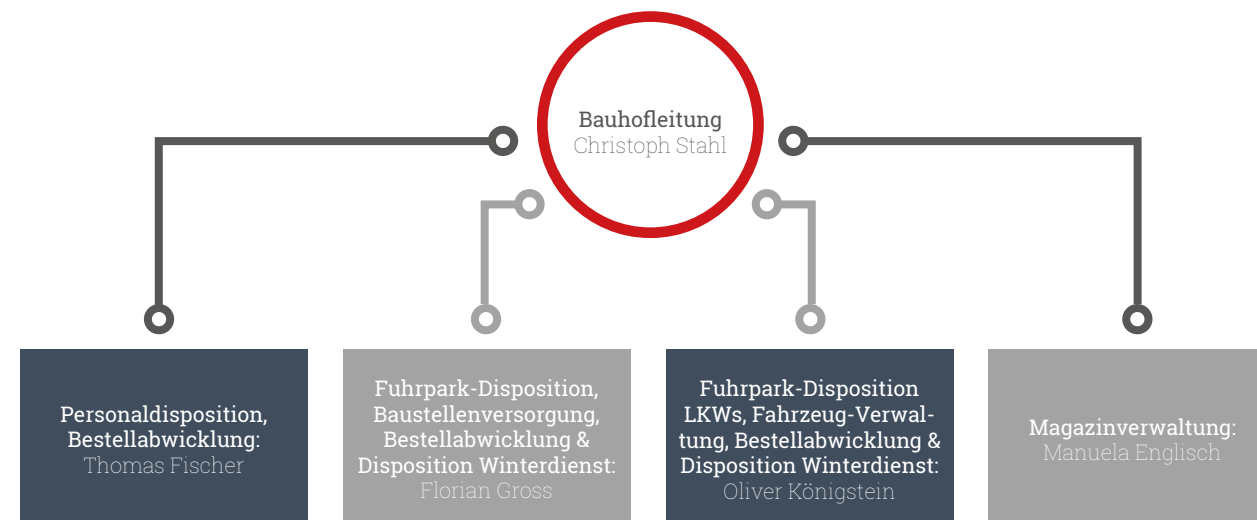 Bauhofleitung
Christoph Stahl
Personaldisposition,
Bestellabwicklung:
Thomas Fischer
Fuhrpark-Disposition,
Baustellenversorgung,
Bestellabwicklung &
Disposition Winterdienst:
Florian Gross
Fuhrpark-Disposition
LKWs, Fahrzeug-Verwal-
tung, Bestellabwicklung &
Disposition Winterdienst:
Oliver Königstein
Magazinverwaltung:
Manuela Englisch